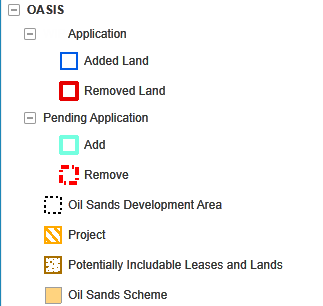 OASIS
Application
Added Land
Removed Land
Pending Application
Add
Remove
Oil Sands Development Area
Project
Potentially Includable Leases and Lands
Oil Sands Scheme